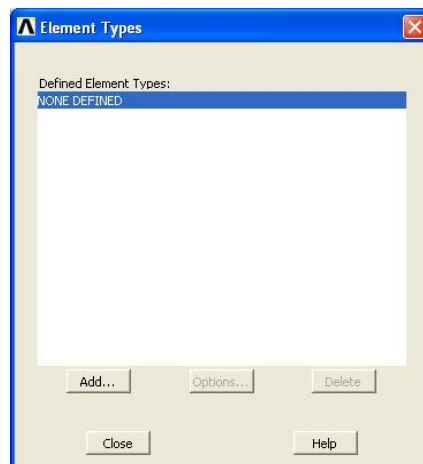 Element Types
Defined Element Types:
NONE DEFINED
Add... Options... Delete
Close Help